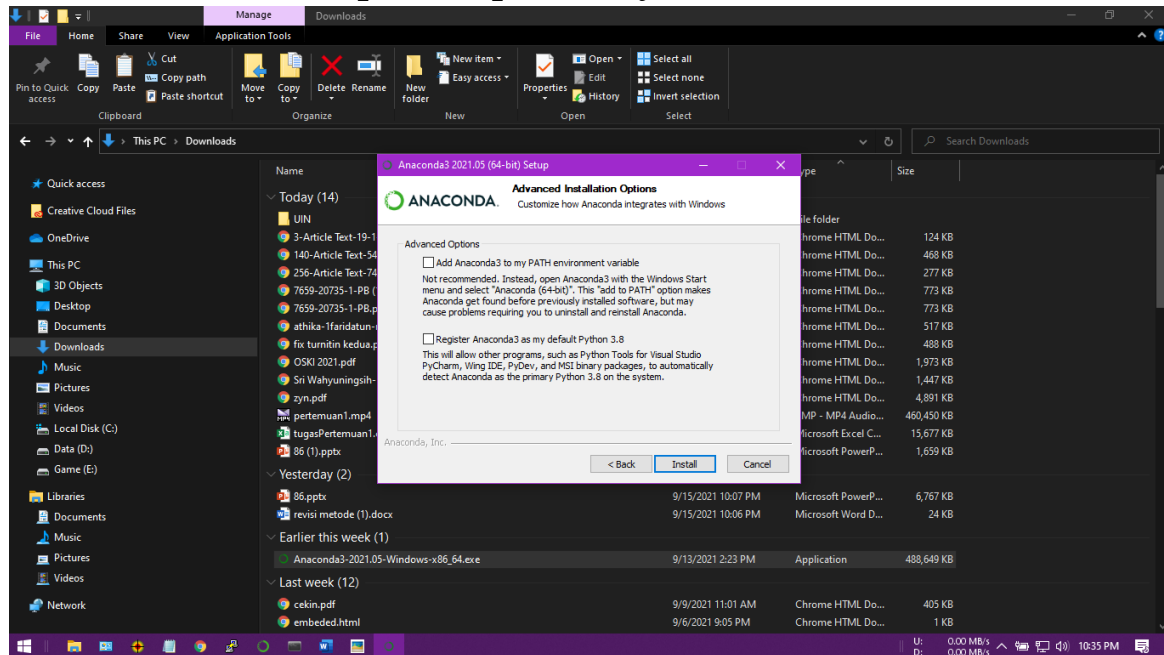 Manage
Downloads
File
Home
Share
View
Application Tools
Pin to Quick access
Copy
Paste
Cut
Copy path
Paste shortcut
Clipboard
Move to
Copy to
Delete
Rename
Organize
New folder
New item
Easy access
New
Properties
Open
Edit
History
Open
Select all
Select none
Invert selection
Select
This PC > Downloads
Search Downloads
Quick access
Creative Cloud Files
OneDrive
This PC
3D Objects
Desktop
Documents
Downloads
Music
Pictures
Videos
Local Disk (C:)
Data (D:)
Game (E:)
Libraries
Documents
Music
Pictures
Videos
Network
Name
ype
Size
Today (14)
UIN
ile folder
3-Article Text-19-1
hrome HTML Do...
124 KB
140-Article Text-54
hrome HTML Do...
468 KB
256-Article Text-74
hrome HTML Do...
277 KB
7659-20735-1-PB (
hrome HTML Do...
773 KB
7659-20735-1-PB.p
hrome HTML Do...
773 KB
athika-1faridatun-
hrome HTML Do...
517 KB
fix turnitin kedua.p
hrome HTML Do...
488 KB
OSKI 2021.pdf
hrome HTML Do...
1,973 KB
Sri Wahyuningsih-
hrome HTML Do...
1,447 KB
zyn.pdf
hrome HTML Do...
4,891 KB
pertemuan1.mp4
MP - MP4 Audio...
460,450 KB
tugasPertemuan1.
Microsoft Excel C...
15,677 KB
86 (1).pptx
Microsoft PowerP...
1,659 KB
Yesterday (2)
86.pptx
9/15/2021 10:07 PM
Microsoft PowerP...
6,767 KB
revisi metode (1).docx
9/15/2021 10:06 PM
Microsoft Word D...
24 KB
Earlier this week (1)
Anaconda3-2021.05-Windows-x86_64.exe
9/13/2021 2:23 PM
Application
488,649 KB
Last week (12)
cekin.pdf
9/9/2021 11:01 AM
Chrome HTML Do...
405 KB
embeded.html
9/6/2021 9:05 PM
Chrome HTML Do...
1 KB
Anaconda3 2021.05 (64-bit) Setup
ANACONDA.
Advanced Installation Options
Customize how Anaconda integrates with Windows
Advanced Options
Add Anaconda3 to my PATH environment variable
Not recommended. Instead, open Anaconda3 with the Windows Start
menu and select "Anaconda (64-bit)". This "add to PATH" option makes
Anaconda get found before previously installed software, but may
cause problems requiring you to uninstall and reinstall Anaconda.
Register Anaconda3 as my default Python 3.8
This will allow other programs, such as Python Tools for Visual Studio
PyCharm, Wing IDE, PyDev, and MSI binary packages, to automatically
detect Anaconda as the primary Python 3.8 on the system.
Anaconda, Inc.
< Back
Install
Cancel
U: 0.00 MB/s
D: 0.00 MB/s
10:35 PM